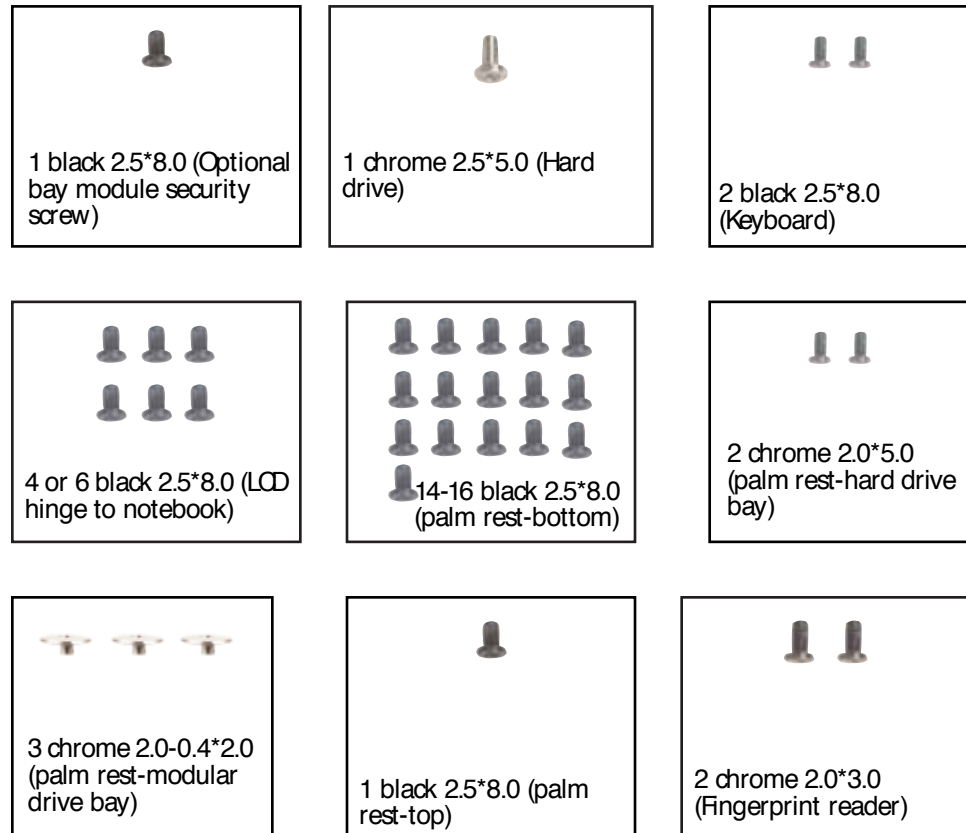 1 black 2.5*8.0 (Optional
bay module security
screw)
1 chrome 2.5*5.0 (Hard
drive)
2 black 2.5*8.0
(Keyboard)
4 or 6 black 2.5*8.0 (LCD
hinge to notebook)
14-16 black 2.5*8.0
(palm rest-bottom)
2 chrome 2.0*5.0
(palm rest-hard drive
bay)
3 chrome 2.0-0.4*2.0
(palm rest-modular
drive bay)
1 black 2.5*8.0 (palm
rest-top)
2 chrome 2.0*3.0
(Fingerprint reader)